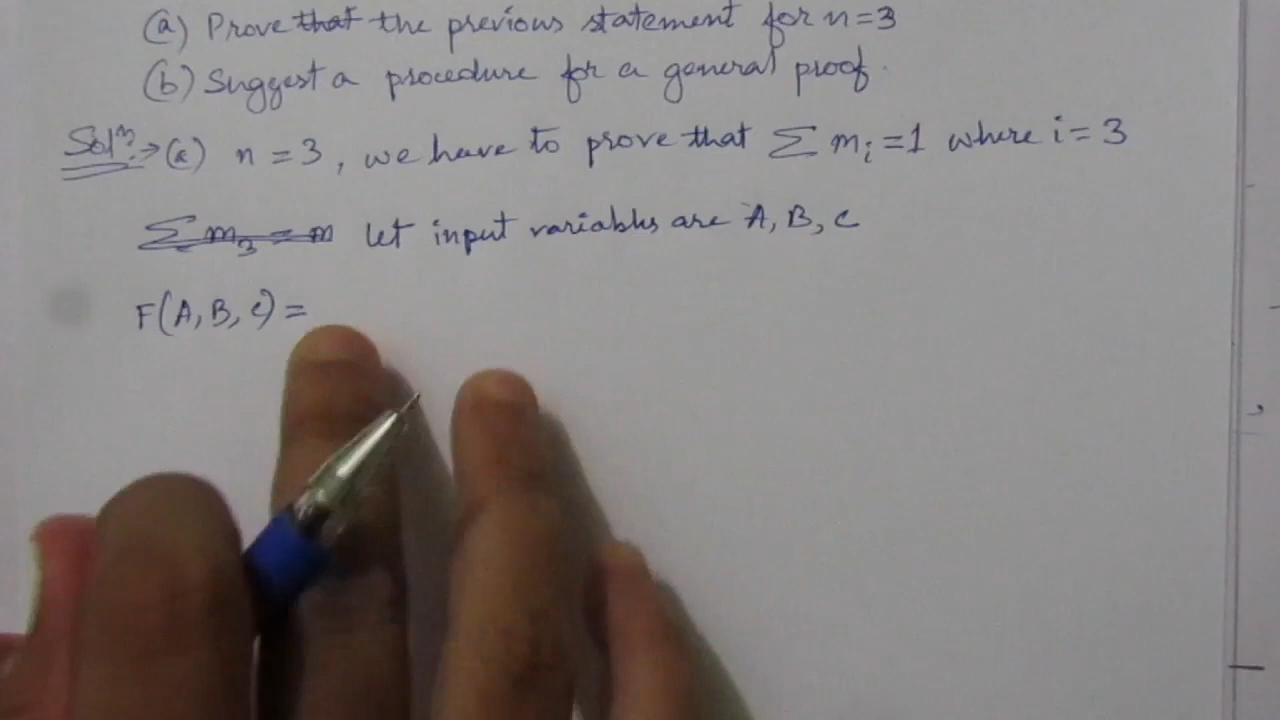 (a) Prove that the previous statement for n=3
(b) Suggest a procedure for a general proof.
Solⁿ:→(a) n = 3, we have to prove that ∑ mᵢ = 1 where i = 3
∑ m₃ = m Let input variables are A, B, C
F(A, B, C) =